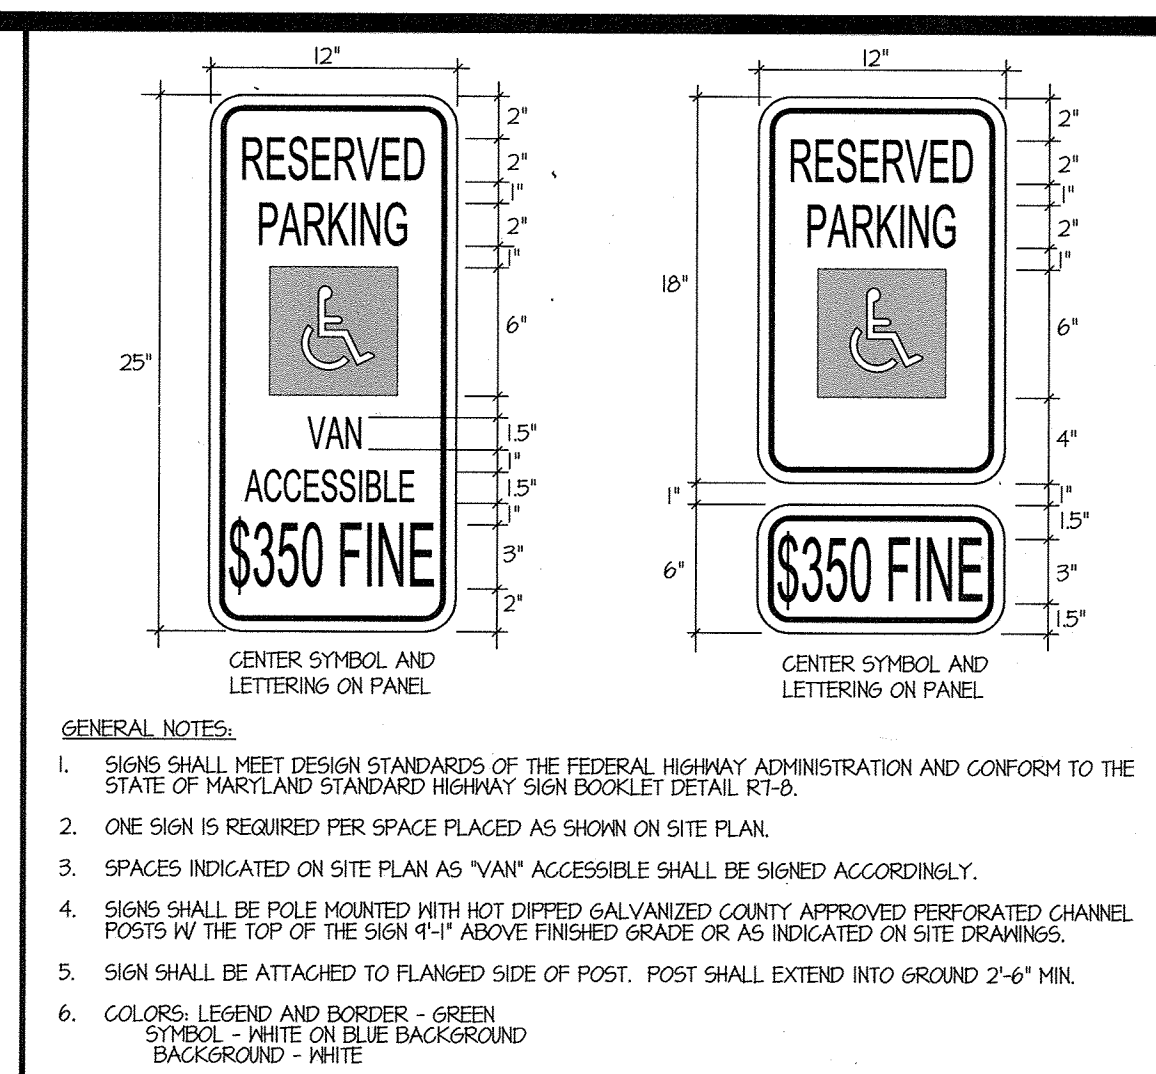 12"
2"
RESERVED
2"
1"
PARKING
2"
1"
6"
25"
VAN
1.5"
1"
ACCESSIBLE
1.5"
1"
$350 FINE
3"
2"
CENTER SYMBOL AND
LETTERING ON PANEL
12"
2"
RESERVED
2"
1"
PARKING
2"
1"
18"
6"
4"
1"
1"
1.5"
$350 FINE
6"
3"
1.5"
CENTER SYMBOL AND
LETTERING ON PANEL
GENERAL NOTES:
1. SIGNS SHALL MEET DESIGN STANDARDS OF THE FEDERAL HIGHWAY ADMINISTRATION AND CONFORM TO THE
STATE OF MARYLAND STANDARD HIGHWAY SIGN BOOKLET DETAIL R7-8.
2. ONE SIGN IS REQUIRED PER SPACE PLACED AS SHOWN ON SITE PLAN.
3. SPACES INDICATED ON SITE PLAN AS "VAN" ACCESSIBLE SHALL BE SIGNED ACCORDINGLY.
4. SIGNS SHALL BE POLE MOUNTED WITH HOT DIPPED GALVANIZED COUNTY APPROVED PERFORATED CHANNEL
POSTS W/ THE TOP OF THE SIGN 9'-1" ABOVE FINISHED GRADE OR AS INDICATED ON SITE DRAWINGS.
5. SIGN SHALL BE ATTACHED TO FLANGED SIDE OF POST. POST SHALL EXTEND INTO GROUND 2'-6" MIN.
6. COLORS: LEGEND AND BORDER - GREEN
SYMBOL - WHITE ON BLUE BACKGROUND
BACKGROUND - WHITE